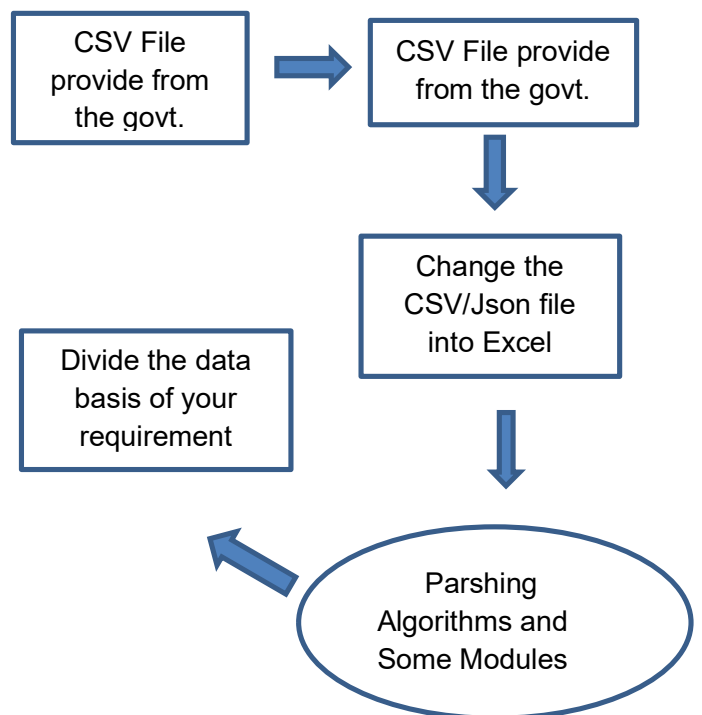 CSV File
provide from
the govt.
CSV File provide
from the govt.
Change the
CSV/Json file
into Excel
Divide the data
basis of your
requirement
Parshing
Algorithms and
Some Modules